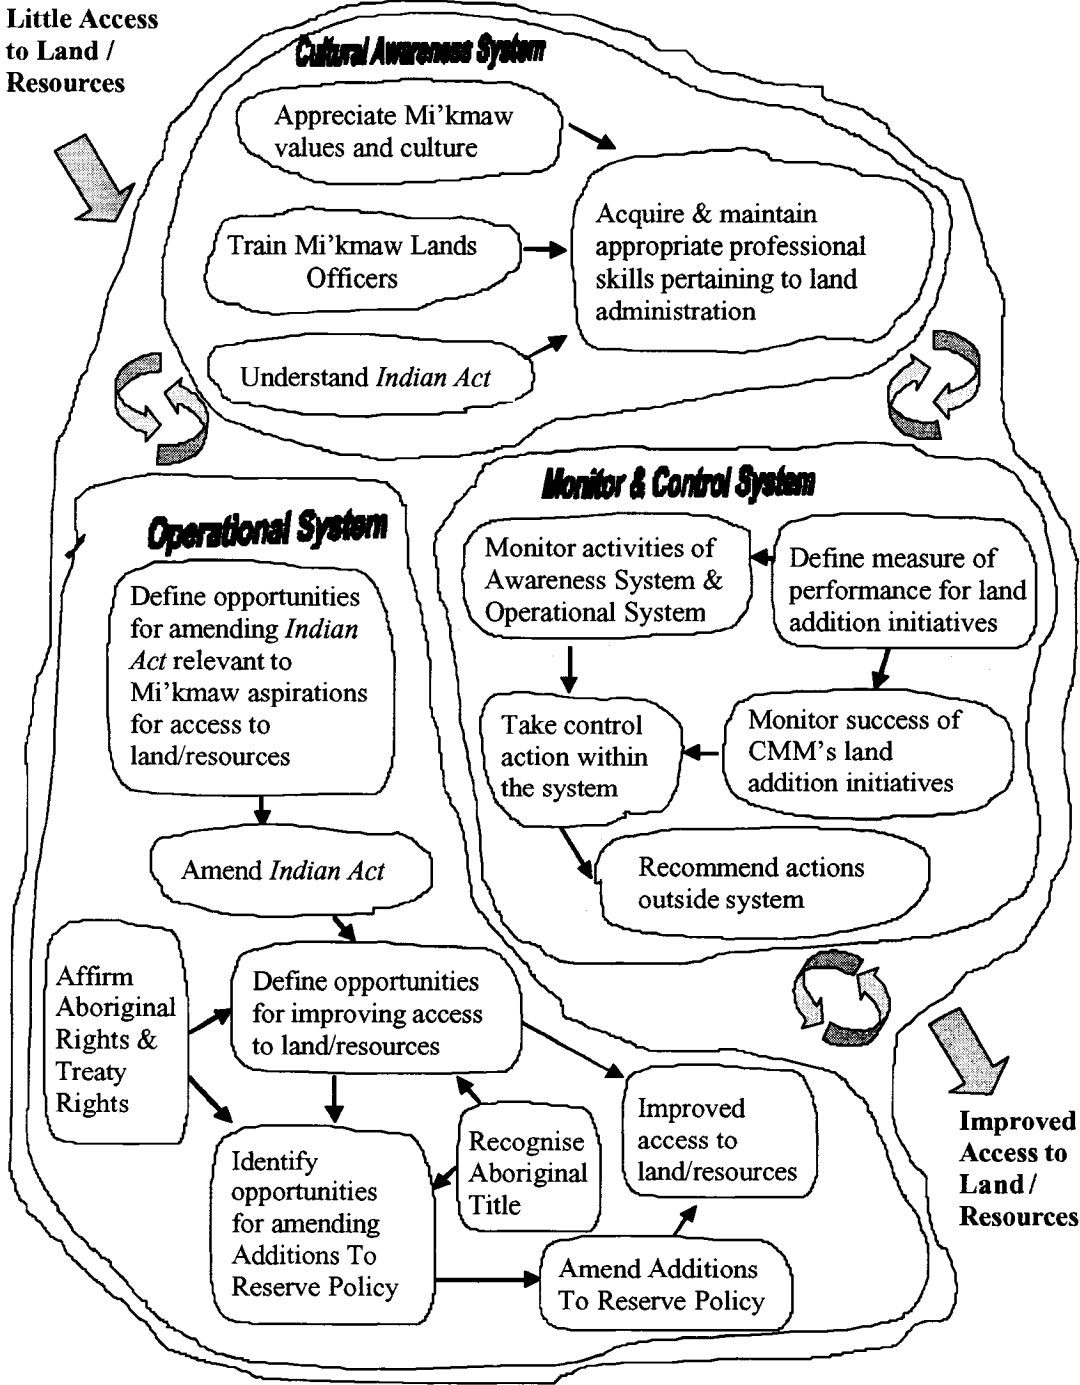 Little Access
to Land /
Resources
Cultural Awareness System
Appreciate Mi'kmaw
values and culture
Train Mi'kmaw Lands
Officers
Understand Indian Act
Acquire & maintain
appropriate professional
skills pertaining to land
administration
Operational System
Define opportunities
for amending Indian
Act relevant to
Mi'kmaw aspirations
for access to
land/resources
Amend Indian Act
Affirm
Aboriginal
Rights &
Treaty
Rights
Define opportunities
for improving access
to land/resources
Identify
opportunities
for amending
Additions To
Reserve Policy
Recognise
Aboriginal
Title
Improved
access to
land/resources
Amend Additions
To Reserve Policy
Monitor & Control System
Monitor activities of
Awareness System &
Operational System
Define measure of
performance for land
addition initiatives
Take control
action within
the system
Monitor success of
CMM's land
addition initiatives
Recommend actions
outside system
Improved
Access to
Land /
Resources